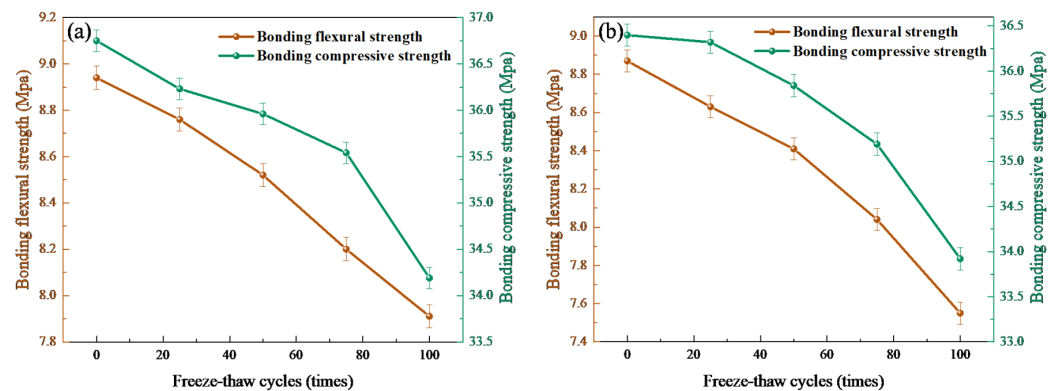 (a)
Bonding flexural strength
Bonding compressive strength
9.2
9.0
8.8
8.6
8.4
8.2
8.0
7.8
Bonding flexural strength (Mpa)
37.0
36.5
36.0
35.5
35.0
34.5
34.0
33.5
Bonding compressive strength (Mpa)
0 20 40 60 80 100
Freeze-thaw cycles (times)
(b)
Bonding flexural strength
Bonding compressive strength
9.0
8.8
8.6
8.4
8.2
8.0
7.8
7.6
7.4
Bonding flexural strength (Mpa)
36.5
36.0
35.5
35.0
34.5
34.0
33.5
33.0
Bonding compressive strength (Mpa)
0 20 40 60 80 100
Freeze-thaw cycles (times)